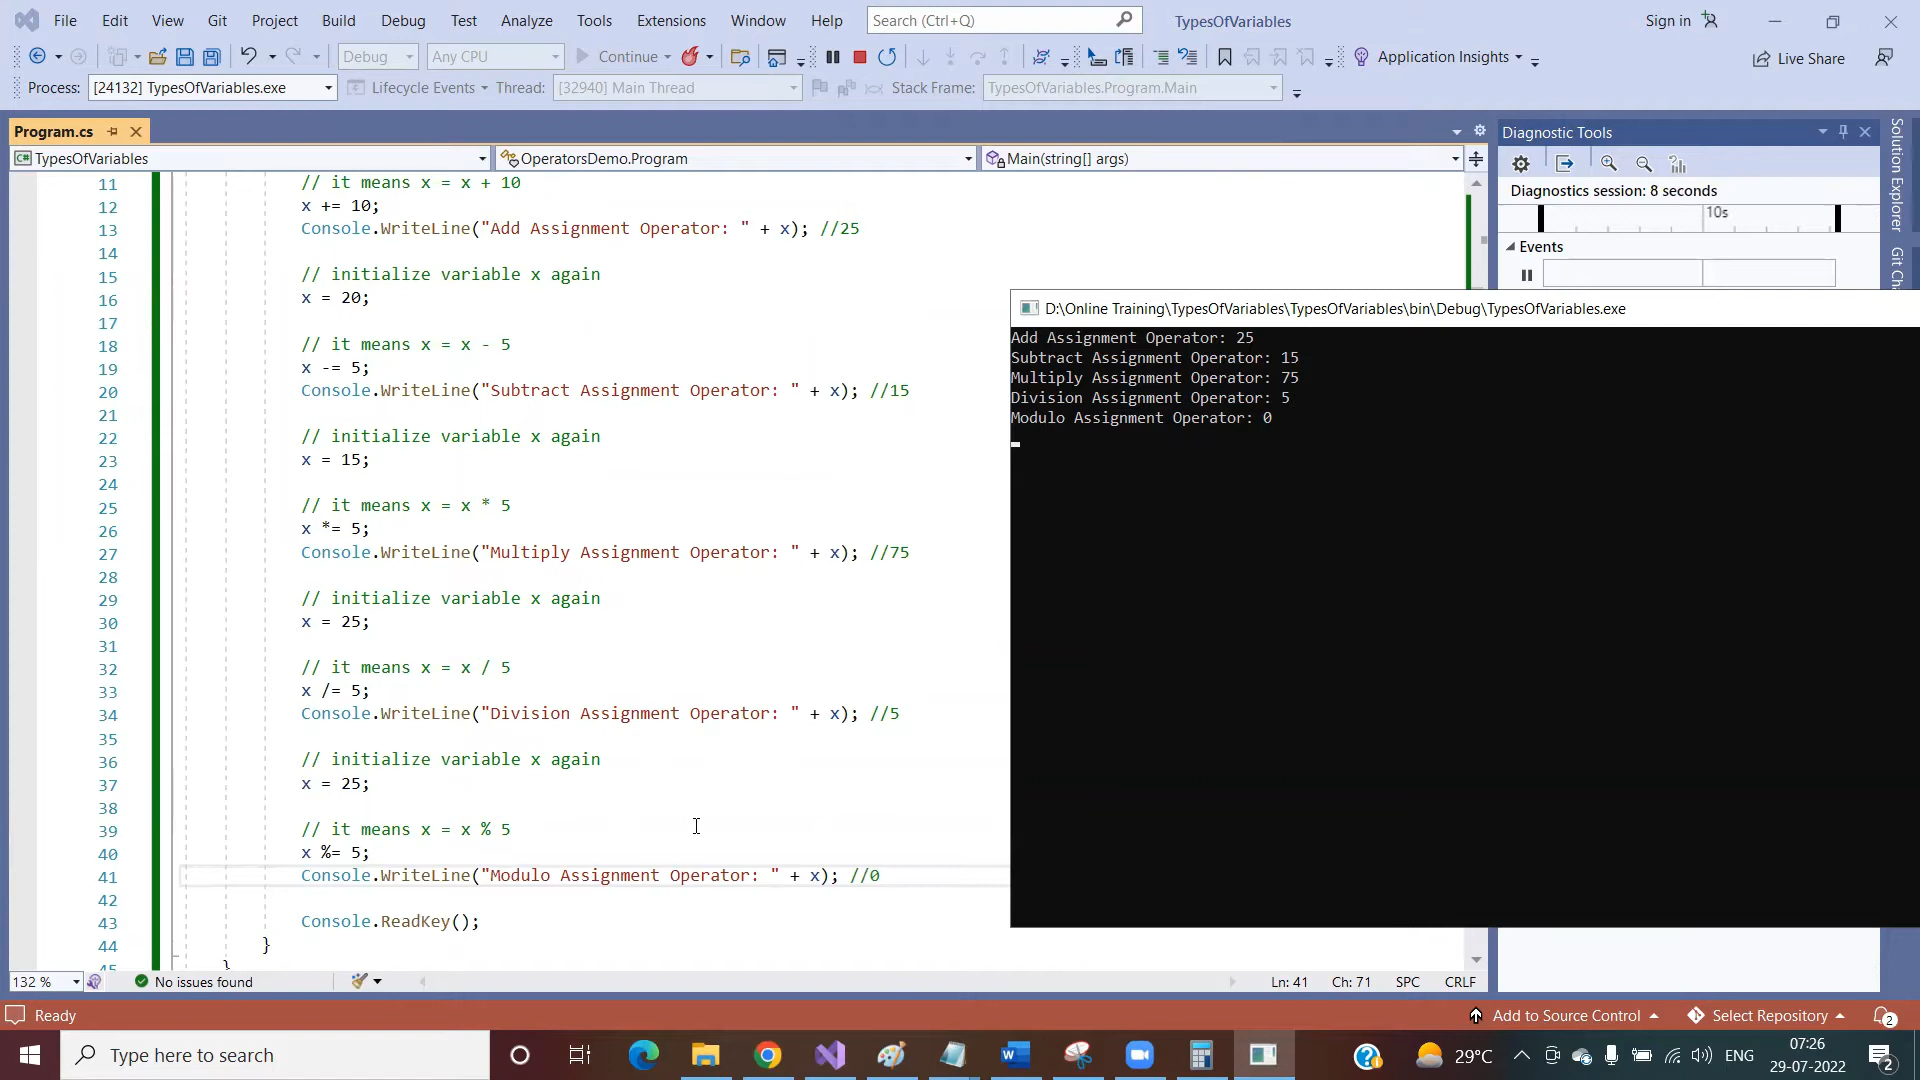 File Edit View Git Project Build Debug Test Analyze Tools Extensions Window Help Search (Ctrl+Q) TypesOfVariables Sign in
Debug Any CPU Continue Application Insights Live Share
Process: [24132] TypesOfVariables.exe Lifecycle Events Thread: [32940] Main Thread Stack Frame: TypesOfVariables.Program.Main
Program.cs
TypesOfVariables OperatorsDemo.Program Main(string[] args)
11 // it means x = x + 10
12 x += 10;
13 Console.WriteLine("Add Assignment Operator: " + x); //25
14
15 // initialize variable x again
16 x = 20;
17
18 // it means x = x - 5
19 x -= 5;
20 Console.WriteLine("Subtract Assignment Operator: " + x); //15
21
22 // initialize variable x again
23 x = 15;
24
25 // it means x = x * 5
26 x *= 5;
27 Console.WriteLine("Multiply Assignment Operator: " + x); //75
28
29 // initialize variable x again
30 x = 25;
31
32 // it means x = x / 5
33 x /= 5;
34 Console.WriteLine("Division Assignment Operator: " + x); //5
35
36 // initialize variable x again
37 x = 25;
38
39 // it means x = x % 5
40 x %= 5;
41 Console.WriteLine("Modulo Assignment Operator: " + x); //0
42
43 Console.ReadKey();
44 }
45 }
Diagnostic Tools
Diagnostics session: 8 seconds
10s
Events
Solution Explorer
D:\Online Training\TypesOfVariables\TypesOfVariables\bin\Debug\TypesOfVariables.exe
Add Assignment Operator: 25
Subtract Assignment Operator: 15
Multiply Assignment Operator: 75
Division Assignment Operator: 5
Modulo Assignment Operator: 0
132 % No issues found Ln: 41 Ch: 71 SPC CRLF
Ready Add to Source Control Select Repository 2
Type here to search 29°C ENG 07:26
29-07-2022 2